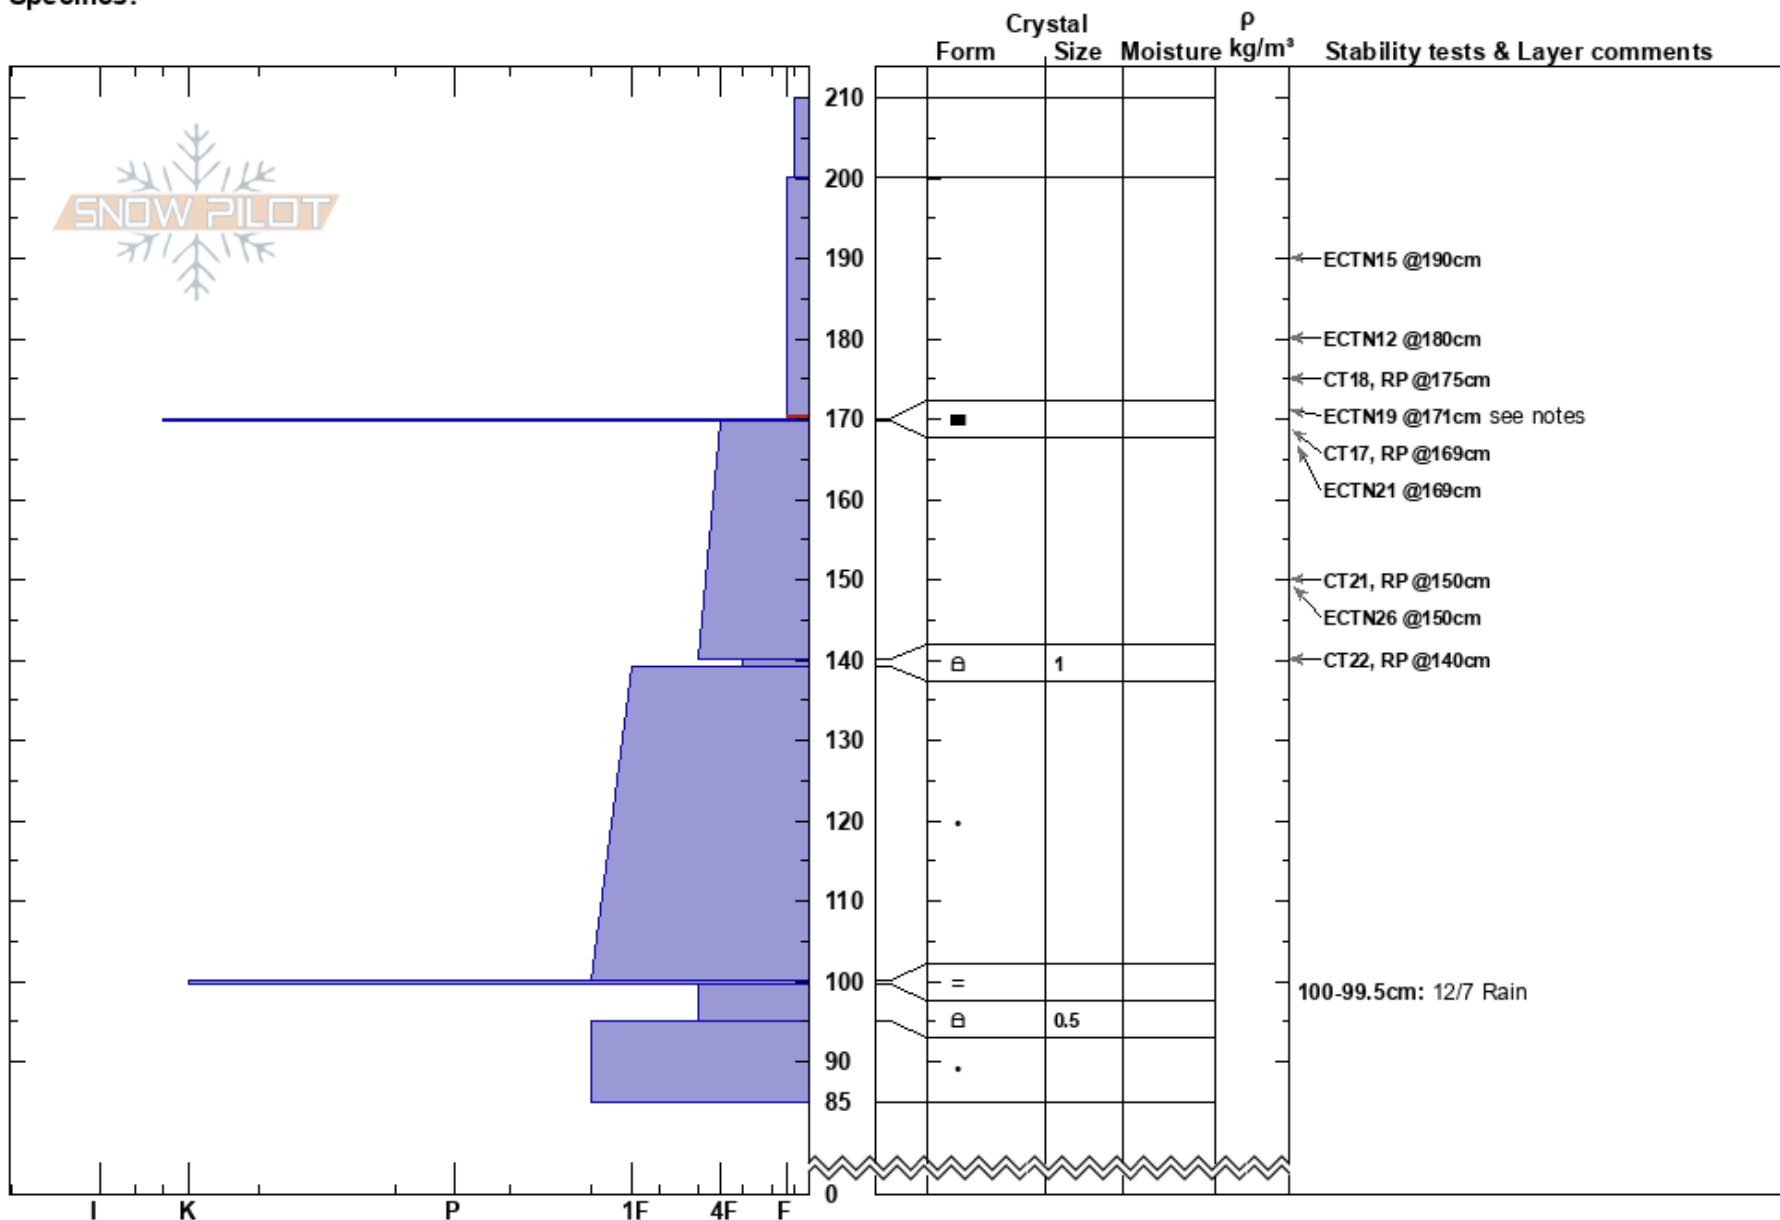 Specifics:
Crystal
ρ
Form Size Moisture kg/m³ Stability tests & Layer comments
210
SNOW PILOT
200
190 ECTN15 @190cm
180 ECTN12 @180cm
CT18, RP @175cm
170 ECTN19 @171cm see notes
CT17, RP @169cm
160 ECTN21 @169cm
150 CT21, RP @150cm
ECTN26 @150cm
140 1 CT22, RP @140cm
130
120
110
100 = 100-99.5cm: 12/7 Rain
0.5
90
85
0
I K P 1F 4F F